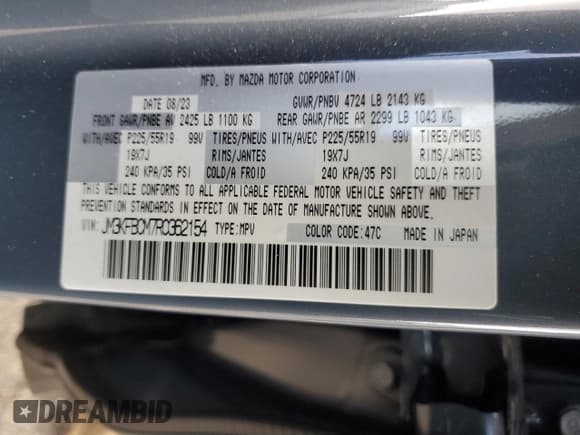 MFD. BY MAZDA MOTOR CORPORATION
DATE 08/23 GVWR/PNBV 4724 LB 2143 KG
FRONT GAWR/PNBE AV 2425 LB 1100 KG REAR GAWR/PNBE AR 2299 LB 1043 KG
WITH/AVEC P225/55R19 99V TIRES/PNEUS WITH/AVEC P225/55R19 99V TIRES/PNEUS
19X7J RIMS/JANTES 19X7J RIMS/JANTES
240 KPA/35 PSI COLD/A FROID 240 KPA/35 PSI COLD/A FROID
THIS VEHICLE CONFORMS TO ALL APPLICABLE FEDERAL MOTOR VEHICLE SAFETY AND THEFT
PREVENTION STANDARDS IN EFFECT ON THE DATE OF MANUFACTURE SHOWN ABOVE.
VIN: JM3KFBCM7R0362154 TYPE:MPV COLOR CODE:47C MADE IN JAPAN
DREAMBID